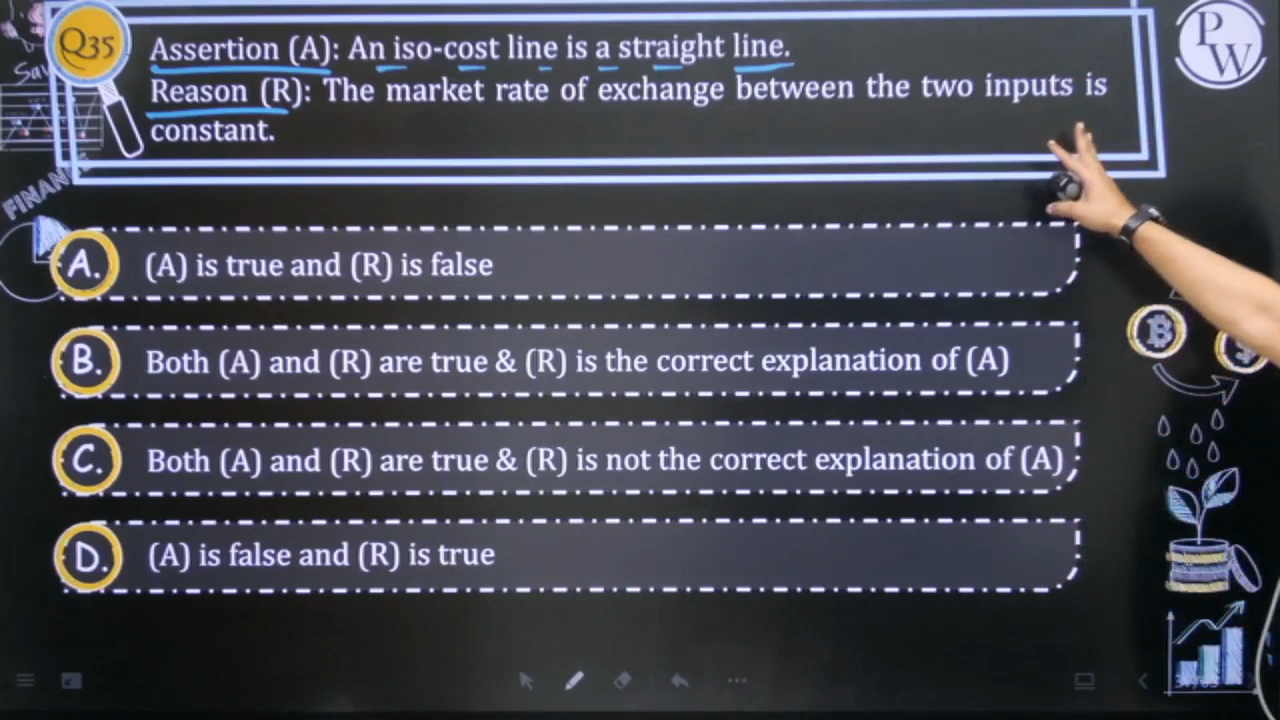 Q35
Assertion (A): An iso-cost line is a straight line.
Reason (R): The market rate of exchange between the two inputs is
constant.
PW
Sav
FINANC
A. (A) is true and (R) is false
B. Both (A) and (R) are true & (R) is the correct explanation of (A)
C. Both (A) and (R) are true & (R) is not the correct explanation of (A)
D. (A) is false and (R) is true